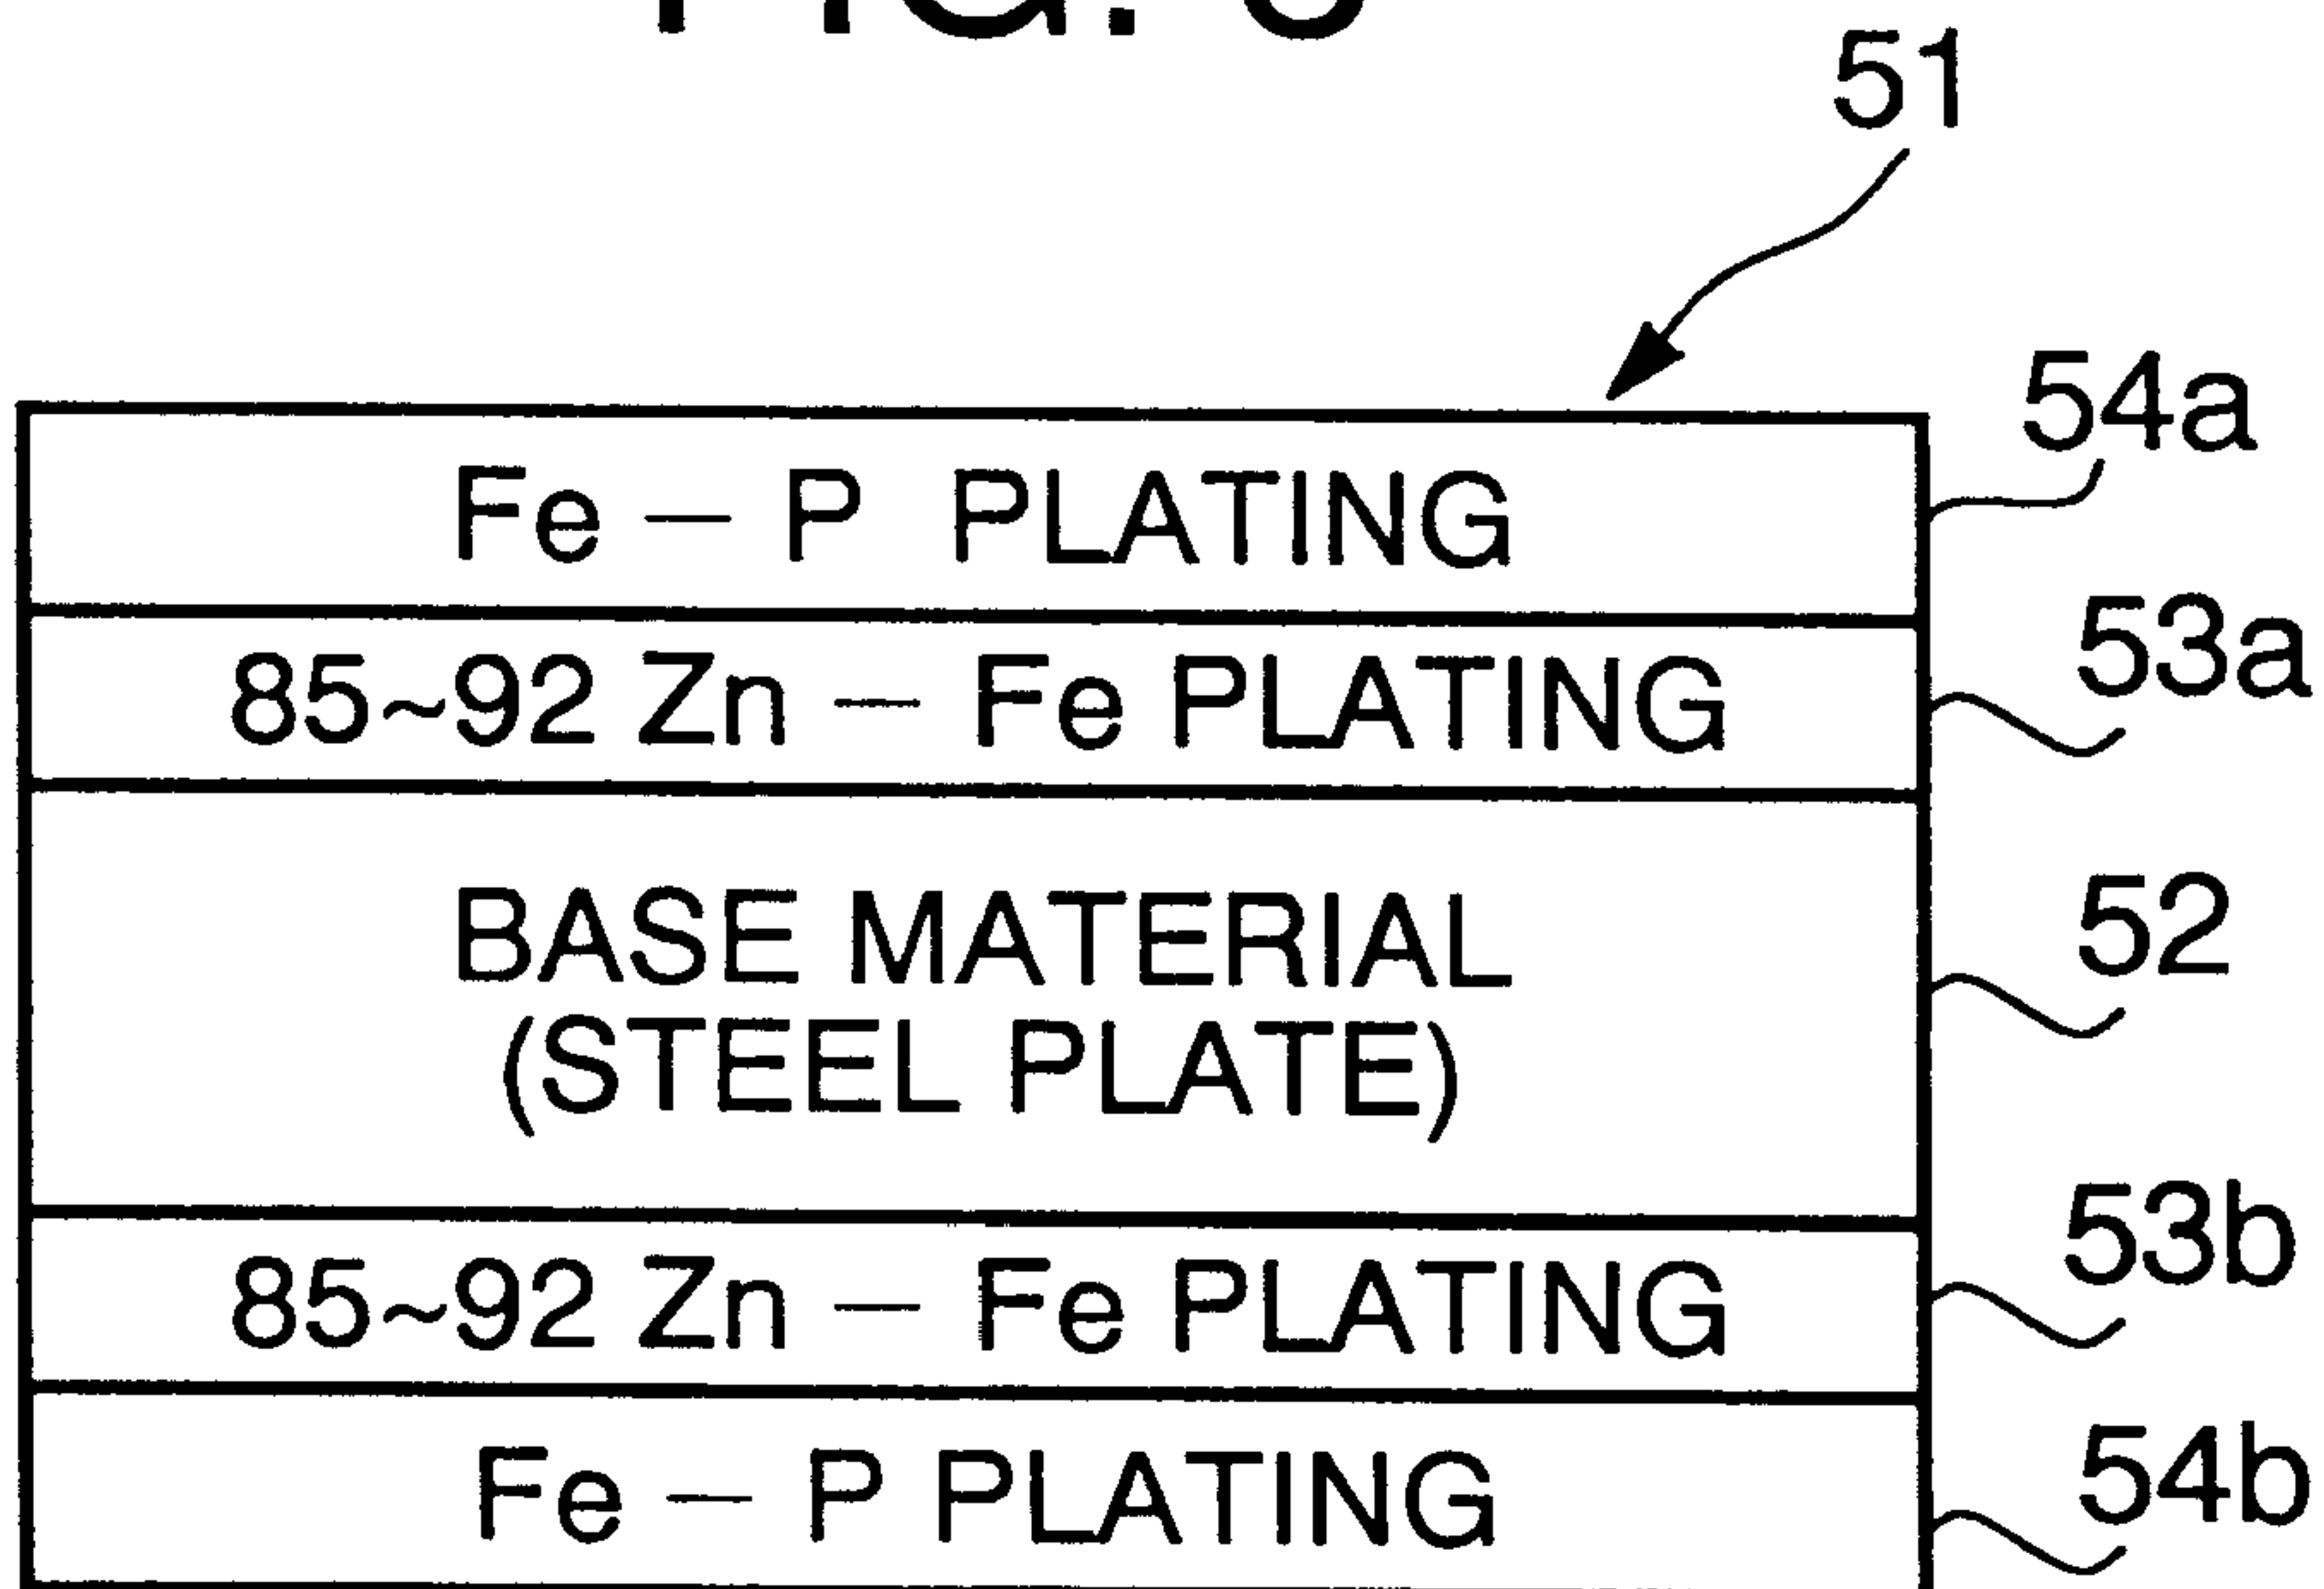 51
54a
Fe — P PLATING
53a
85~92 Zn — Fe PLATING
52
BASE MATERIAL
(STEEL PLATE)
53b
85~92 Zn — Fe PLATING
54b
Fe — P PLATING